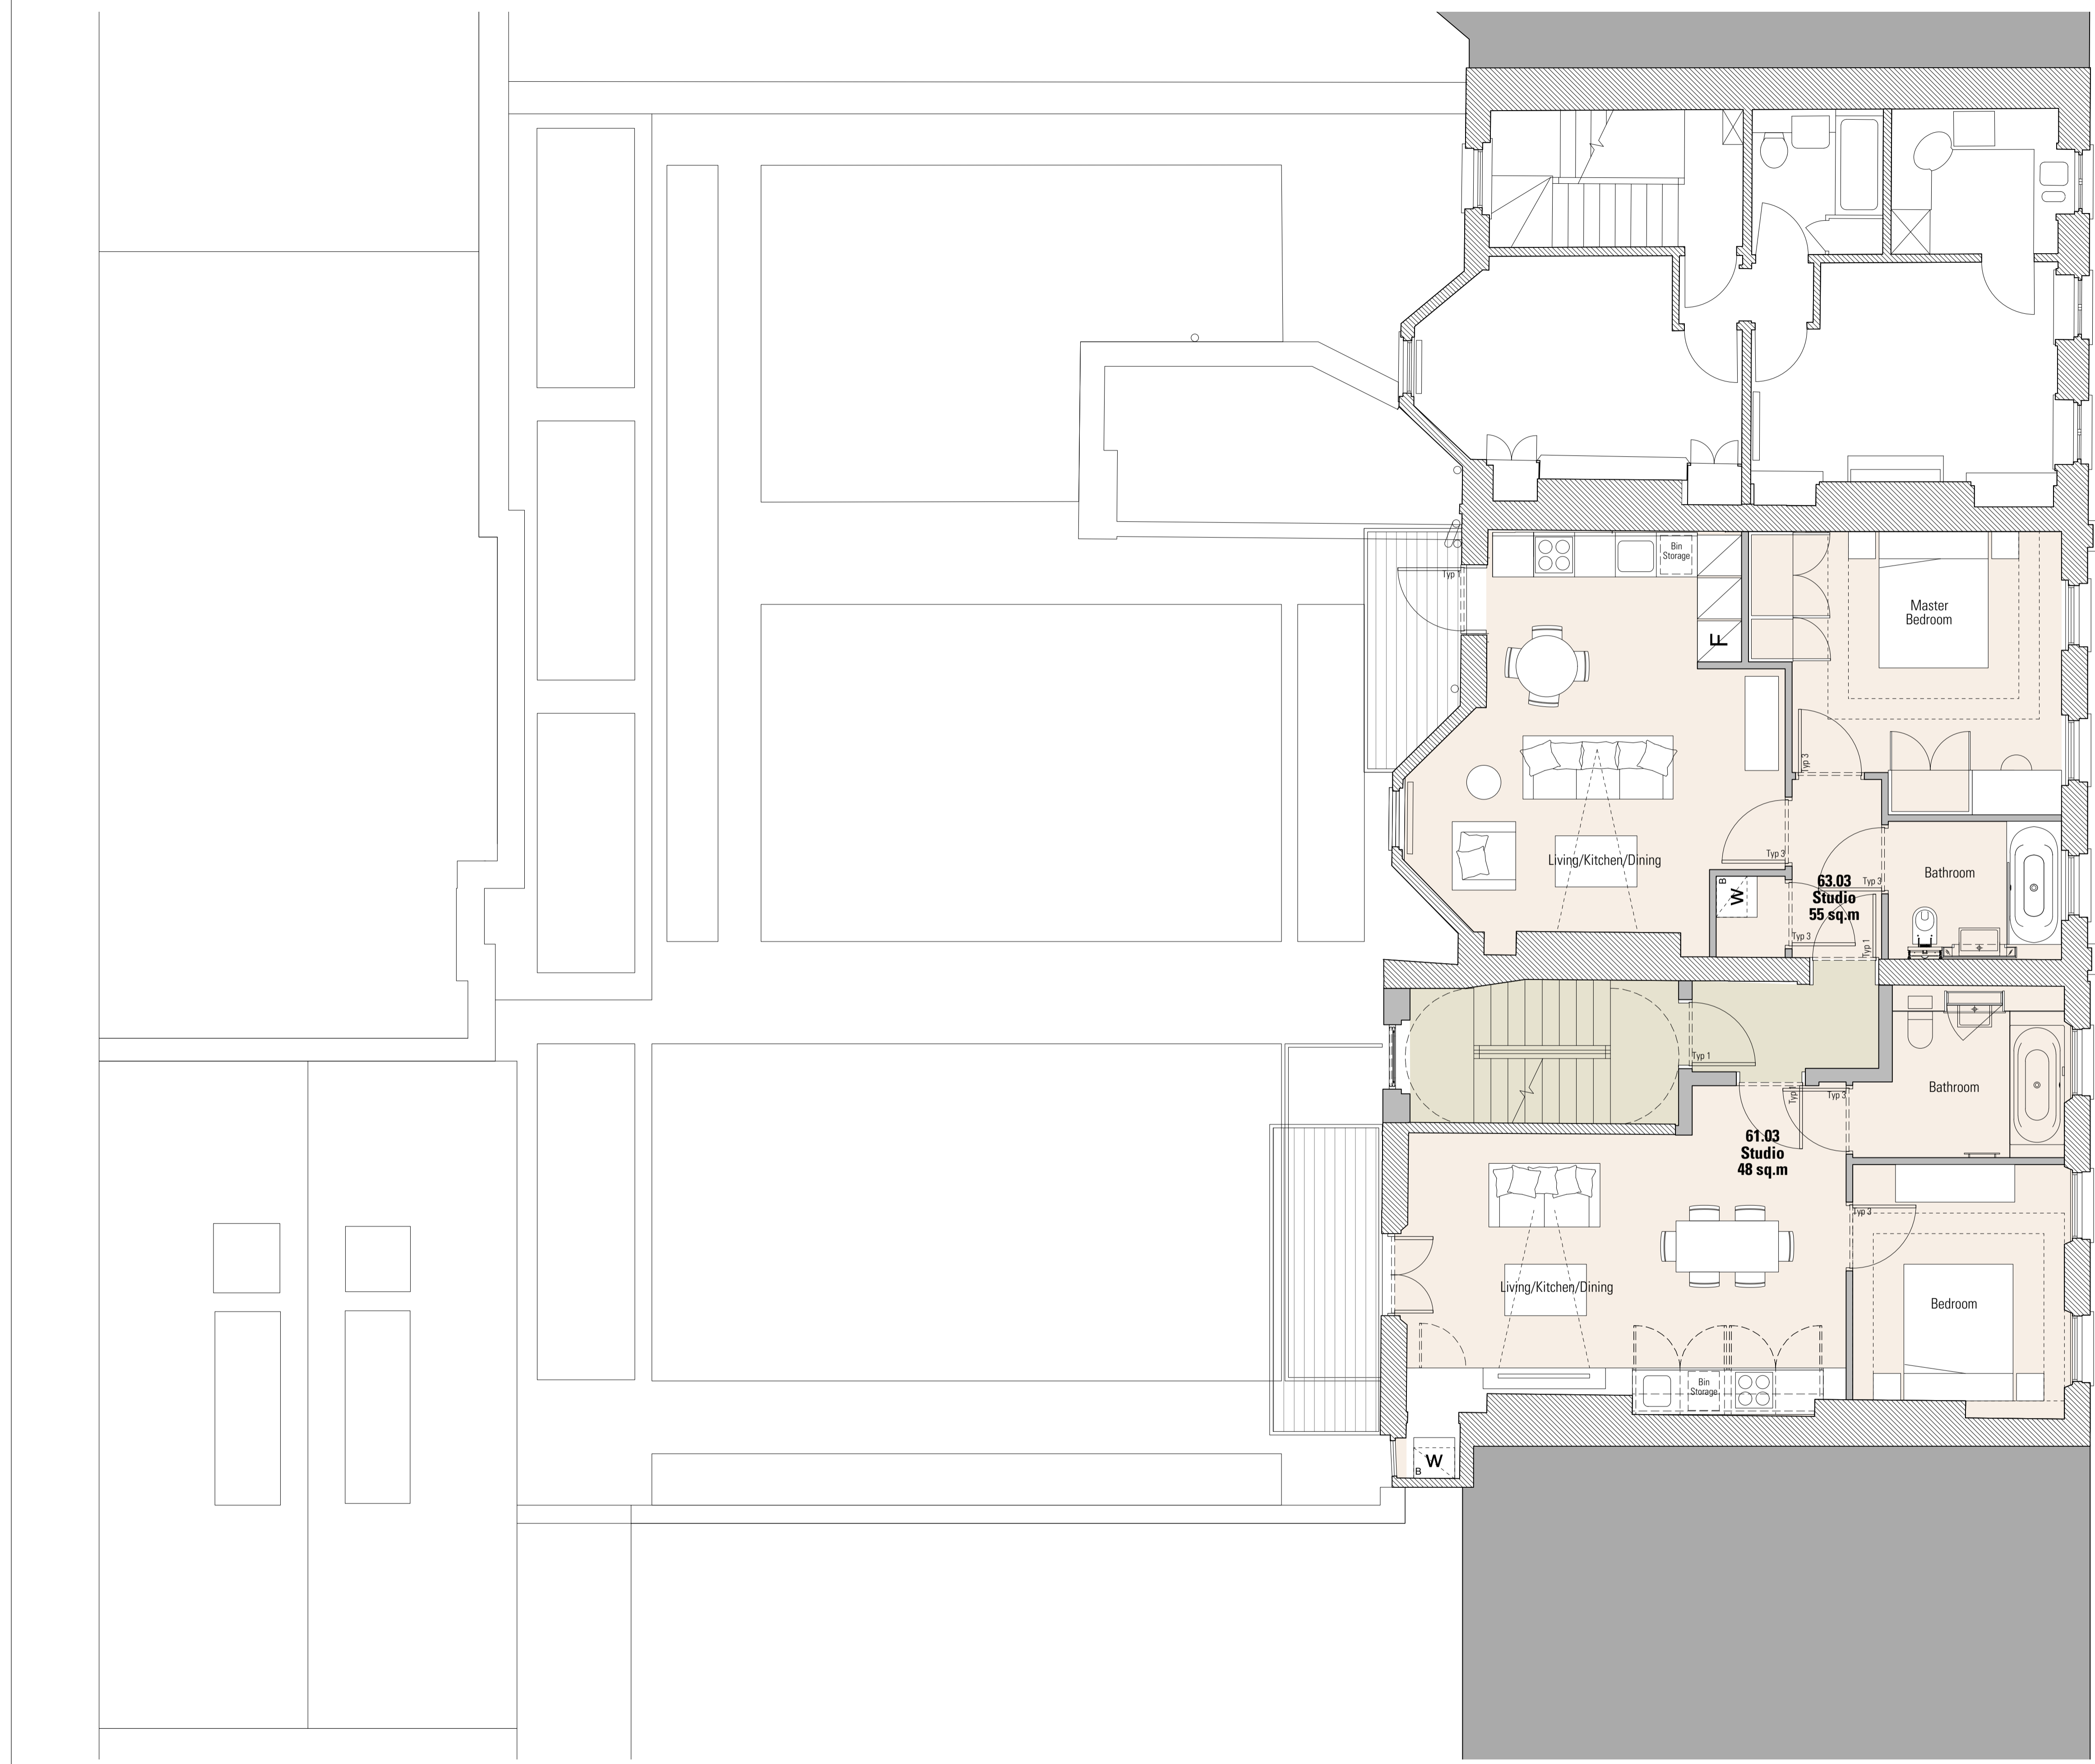 Bin
Storage
Typ 1
Master
Bedroom
F
Typ 3
Living/Kitchen/Dining
Typ 3
Bathroom
63.03
Studio
55 sq.m
Typ 3
B
W
Typ 3
Typ 1
Typ 1
Bathroom
Typ 1
Typ 3
61.03
Studio
48 sq.m
Typ 3
Living/Kitchen/Dining
Bedroom
Bin
Storage
W
B